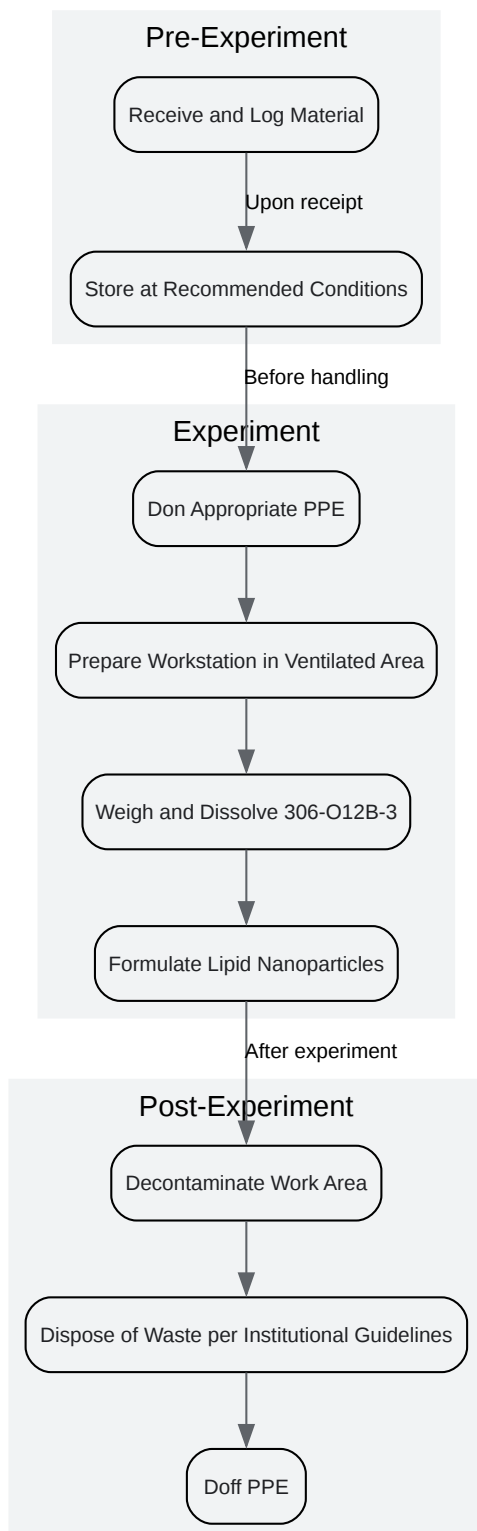 Pre-Experiment
Receive and Log Material
Upon receipt
Store at Recommended Conditions
Before handling
Experiment
Don Appropriate PPE
Prepare Workstation in Ventilated Area
Weigh and Dissolve 306-O12B-3
Formulate Lipid Nanoparticles
After experiment
Post-Experiment
Decontaminate Work Area
Dispose of Waste per Institutional Guidelines
Doff PPE